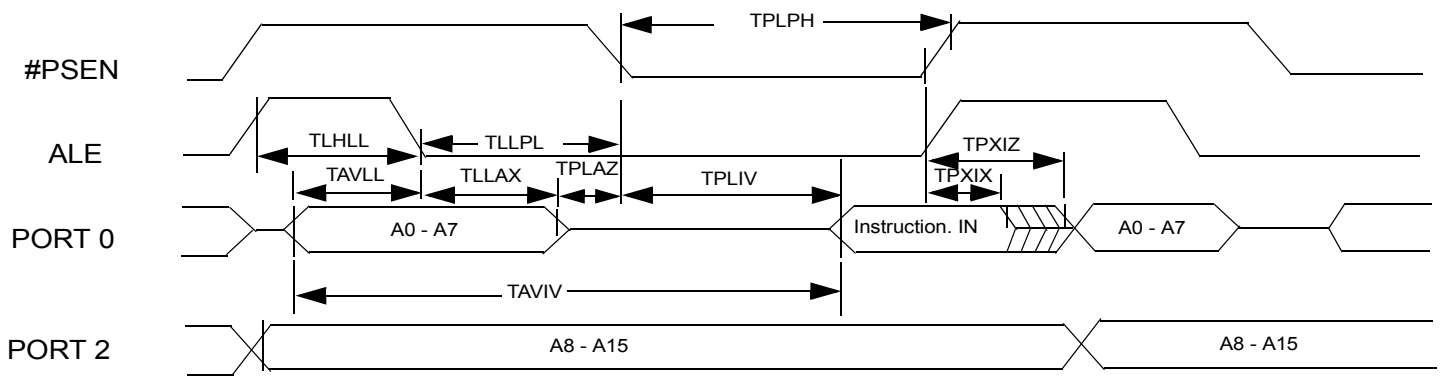 TPLPH
#PSEN
ALE
TLHLL
TLLPL
TPXIZ
TAVLL
TLLAX
TPLAZ
TPLIV
TPXIX
PORT 0
A0 - A7
Instruction. IN
A0 - A7
TAVIV
PORT 2
A8 - A15
A8 - A15